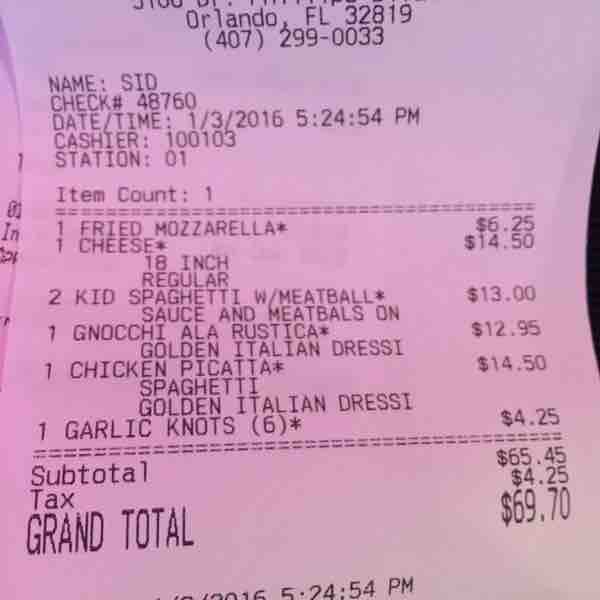 Orlando, FL 32819
(407) 299-0033
NAME: SID
CHECK# 48760
DATE/TIME: 1/3/2016 5:24:54 PM
CASHIER: 100103
STATION: 01
Item Count: 1
1 FRIED MOZZARELLA* $6.25
1 CHEESE* $14.50
18 INCH
REGULAR
2 KID SPAGHETTI W/MEATBALL* $13.00
SAUCE AND MEATBALS ON
1 GNOCCHI ALA RUSTICA* $12.95
GOLDEN ITALIAN DRESSI
1 CHICKEN PICATTA* $14.50
SPAGHETTI
GOLDEN ITALIAN DRESSI
1 GARLIC KNOTS (6)* $4.25
Subtotal $65.45
Tax $4.25
GRAND TOTAL $69.70
5:24:54 PM